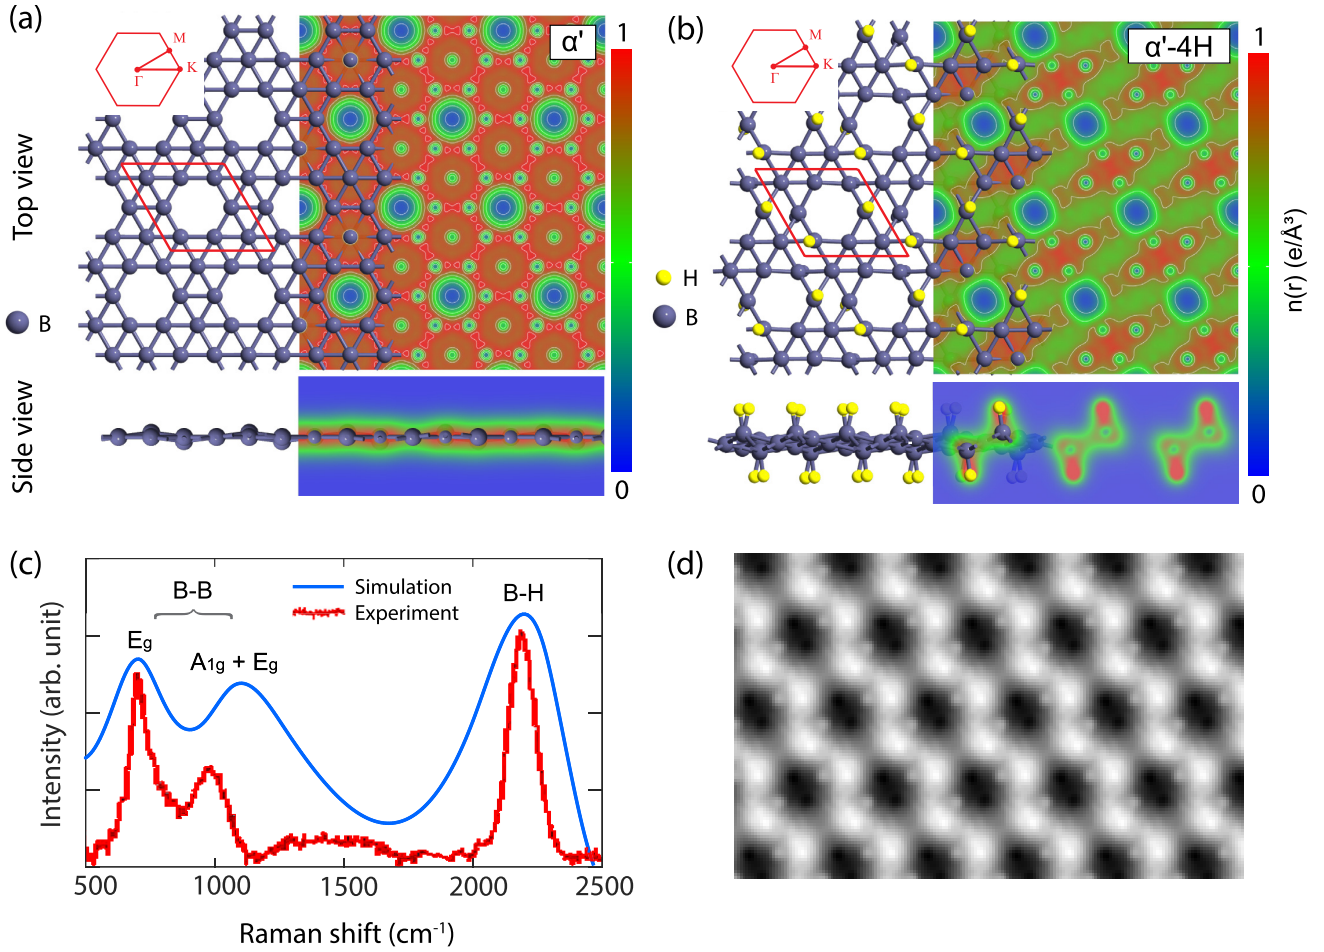 (a)
α'
1
M
Γ
K
Top view
B
Side view
0
(b)
α'-4H
1
M
Γ
K
n(r) (e/Å³)
H
B
0
(c)
B-B
Simulation
Experiment
B-H
Eg
A1g + Eg
Intensity (arb. unit)
500 1000 1500 2000 2500
Raman shift (cm-1)
(d)